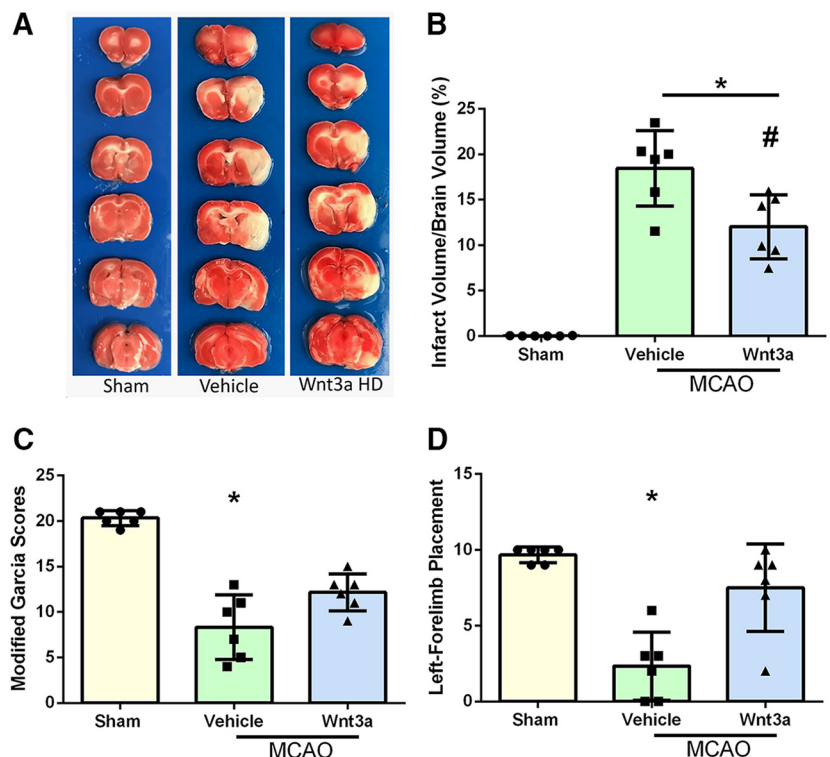 A
Sham Vehicle Wnt3a HD
B
Infarct Volume/Brain Volume (%)
*
#
25
20
15
10
5
0
Sham Vehicle Wnt3a
MCAO
C
Modified Garcia Scores
*
25
20
15
10
5
0
Sham Vehicle Wnt3a
MCAO
D
Left-Forelimb Placement
*
15
10
5
0
Sham Vehicle Wnt3a
MCAO